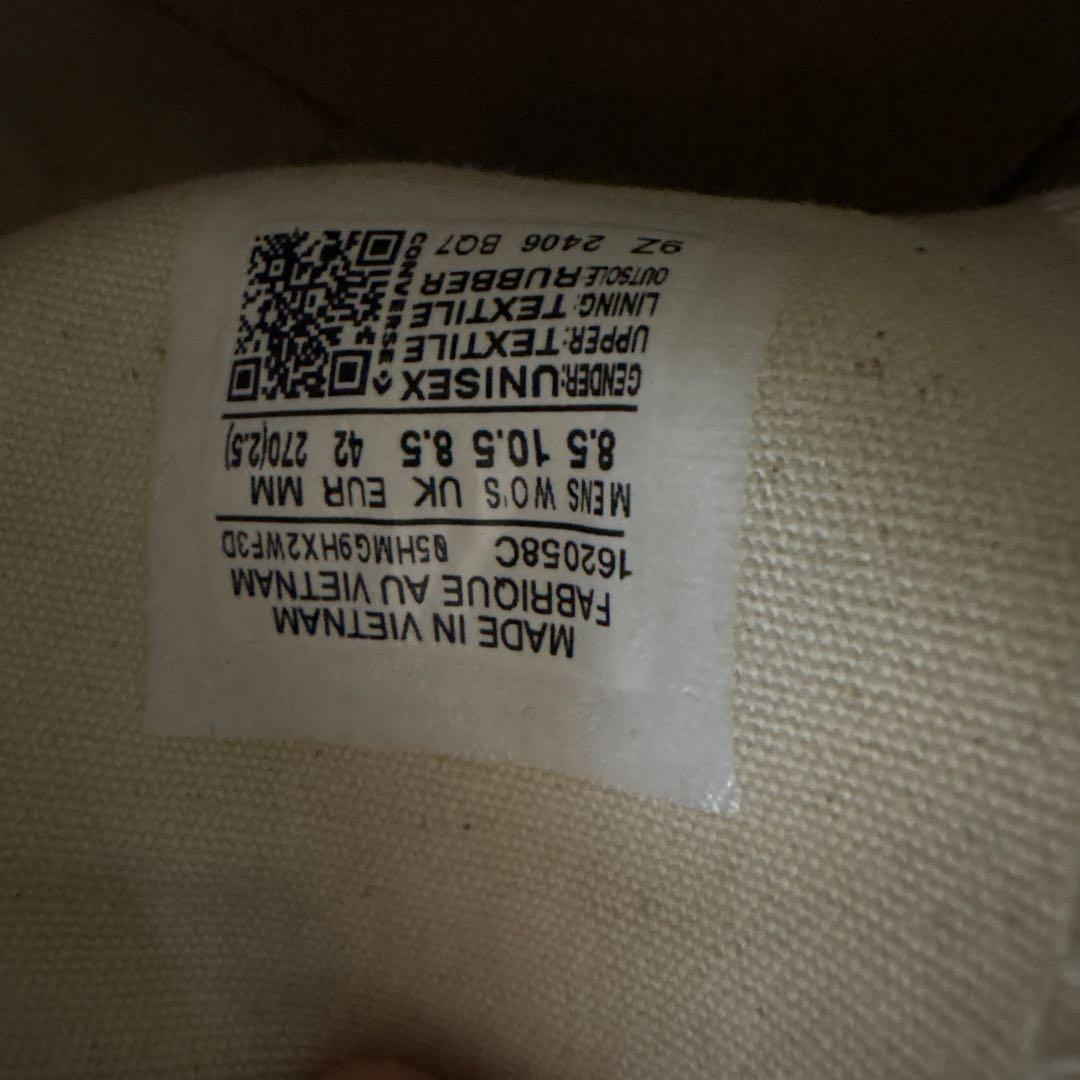 MADE IN VIETNAM
FABRIQUE AU VIETNAM
162058C 05HMG9HX2WF3D
MENS WO'S UK EUR MM
8.5 10.5 8.5 42 270(2.5)
GENDER:UNISEX
UPPER:TEXTILE
LINING:TEXTILE
OUTSOLE:RUBBER
9Z 2406 BQ7
CONVERSE